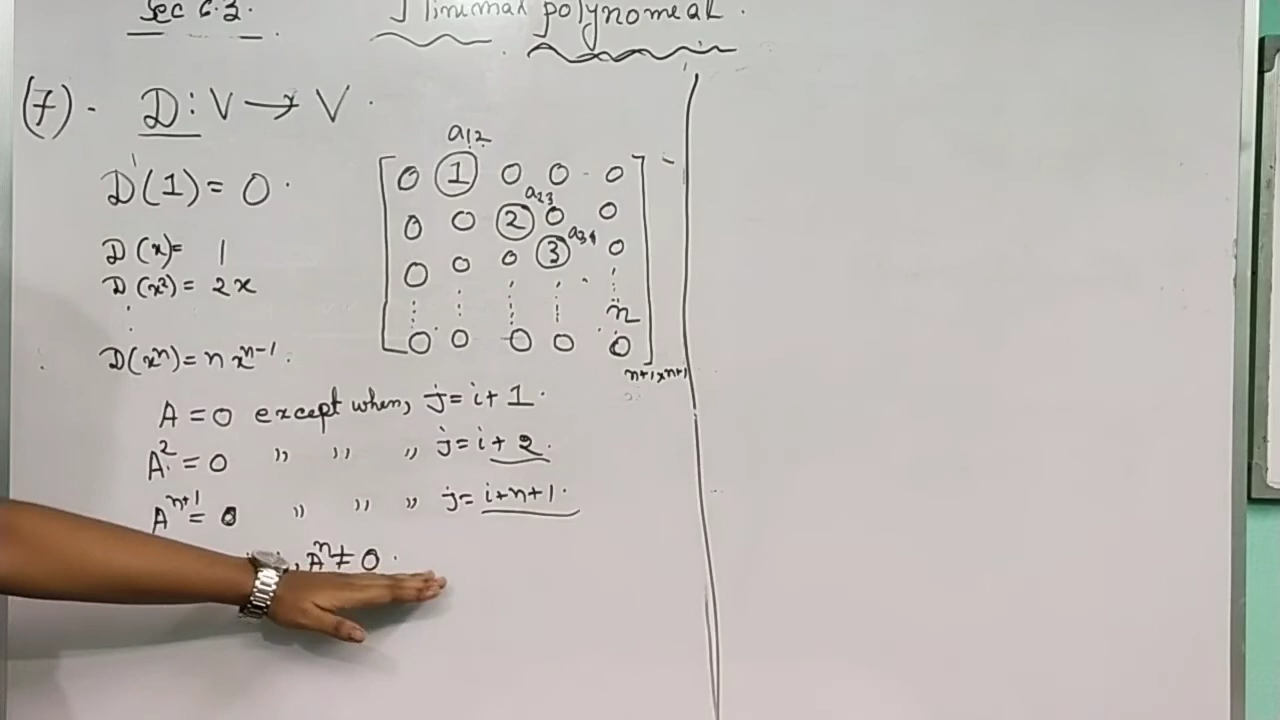 Sec 6.3. Minimal polynomeal.
(7). D: V → V.
D(1) = 0.
D(x) = 1
D(x²) = 2x
⋮
D(xⁿ) = n xⁿ⁻¹.
a₁₂
0 1 0 0 0
a₂₃
0 0 2 0 0
a₃₄
0 0 0 3 0
⋮ ⋮ ⋮ ⋮ ⋮
n
0 0 0 0 0
n+1 x n+1
A = 0 except when, j = i + 1.
A² = 0 " " " j = i + 2.
Aⁿ⁺¹ = 0 " " " j = i+n+1.
, Aⁿ ≠ 0.